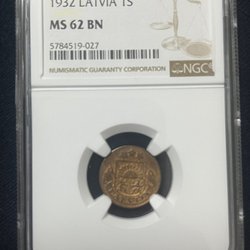 1932 LATVIA 1S
MS 62 BN
5784519-027
NUMISMATIC GUARANTY CORPORATION
NGC